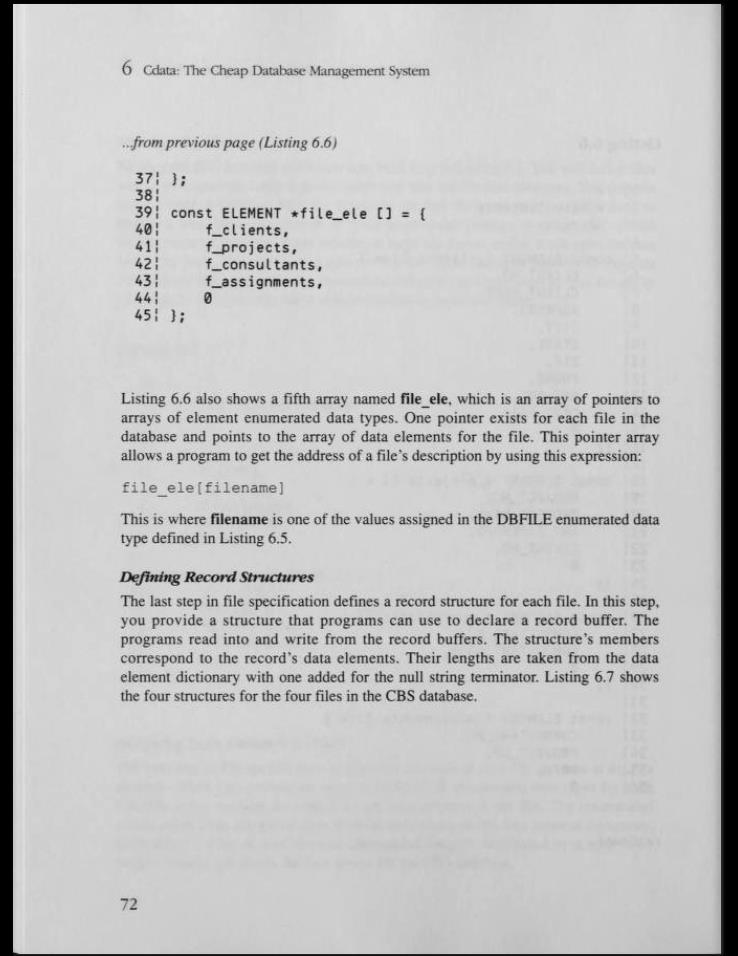 6 Cdata: The Cheap Database Management System
...from previous page (Listing 6.6)
37¦ };
38¦
39¦ const ELEMENT *file_ele [] = {
40¦     f_clients,
41¦     f_projects,
42¦     f_consultants,
43¦     f_assignments,
44¦     0
45¦ };
Listing 6.6 also shows a fifth array named file_ele, which is an array of pointers to
arrays of element enumerated data types. One pointer exists for each file in the
database and points to the array of data elements for the file. This pointer array
allows a program to get the address of a file's description by using this expression:
file_ele[filename]
This is where filename is one of the values assigned in the DBFILE enumerated data
type defined in Listing 6.5.
Defining Record Structures
The last step in file specification defines a record structure for each file. In this step,
you provide a structure that programs can use to declare a record buffer. The
programs read into and write from the record buffers. The structure's members
correspond to the record's data elements. Their lengths are taken from the data
element dictionary with one added for the null string terminator. Listing 6.7 shows
the four structures for the four files in the CBS database.
72